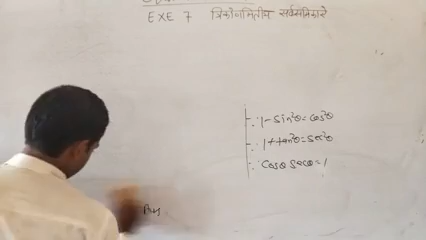 EXE 7 त्रिकोणमितीय सर्वसमिकाएं
∵ 1-sin²θ=cos²θ
∵ 1+tan²θ=sec²θ
∵ cosθ secθ=1